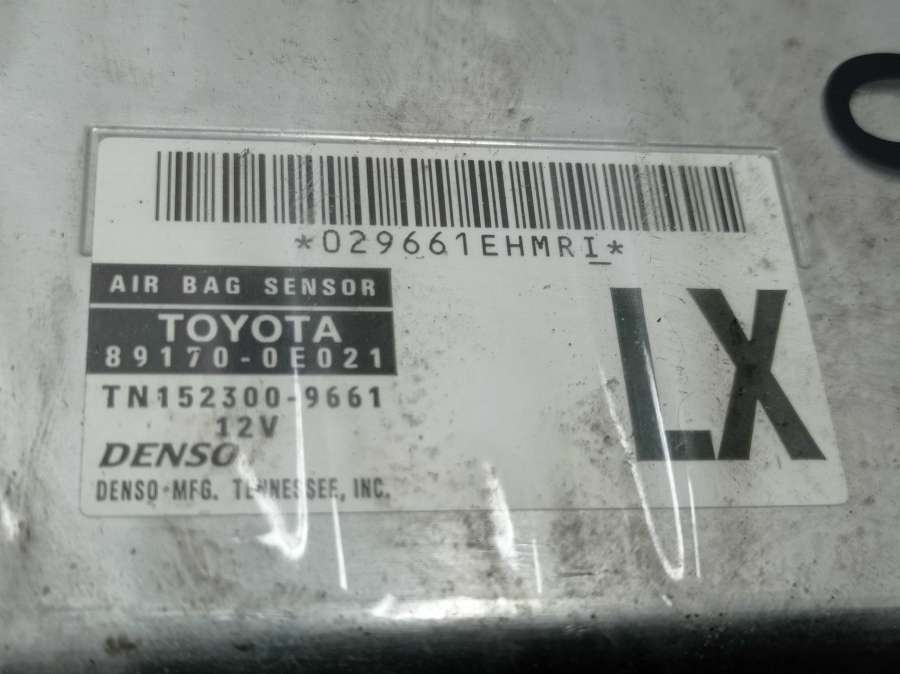 *029661EHMRI*
AIR BAG SENSOR
TOYOTA
89170-0E021
TN152300-9661
12V
DENSO
DENSO MFG. TENNESSEE, INC.
LX